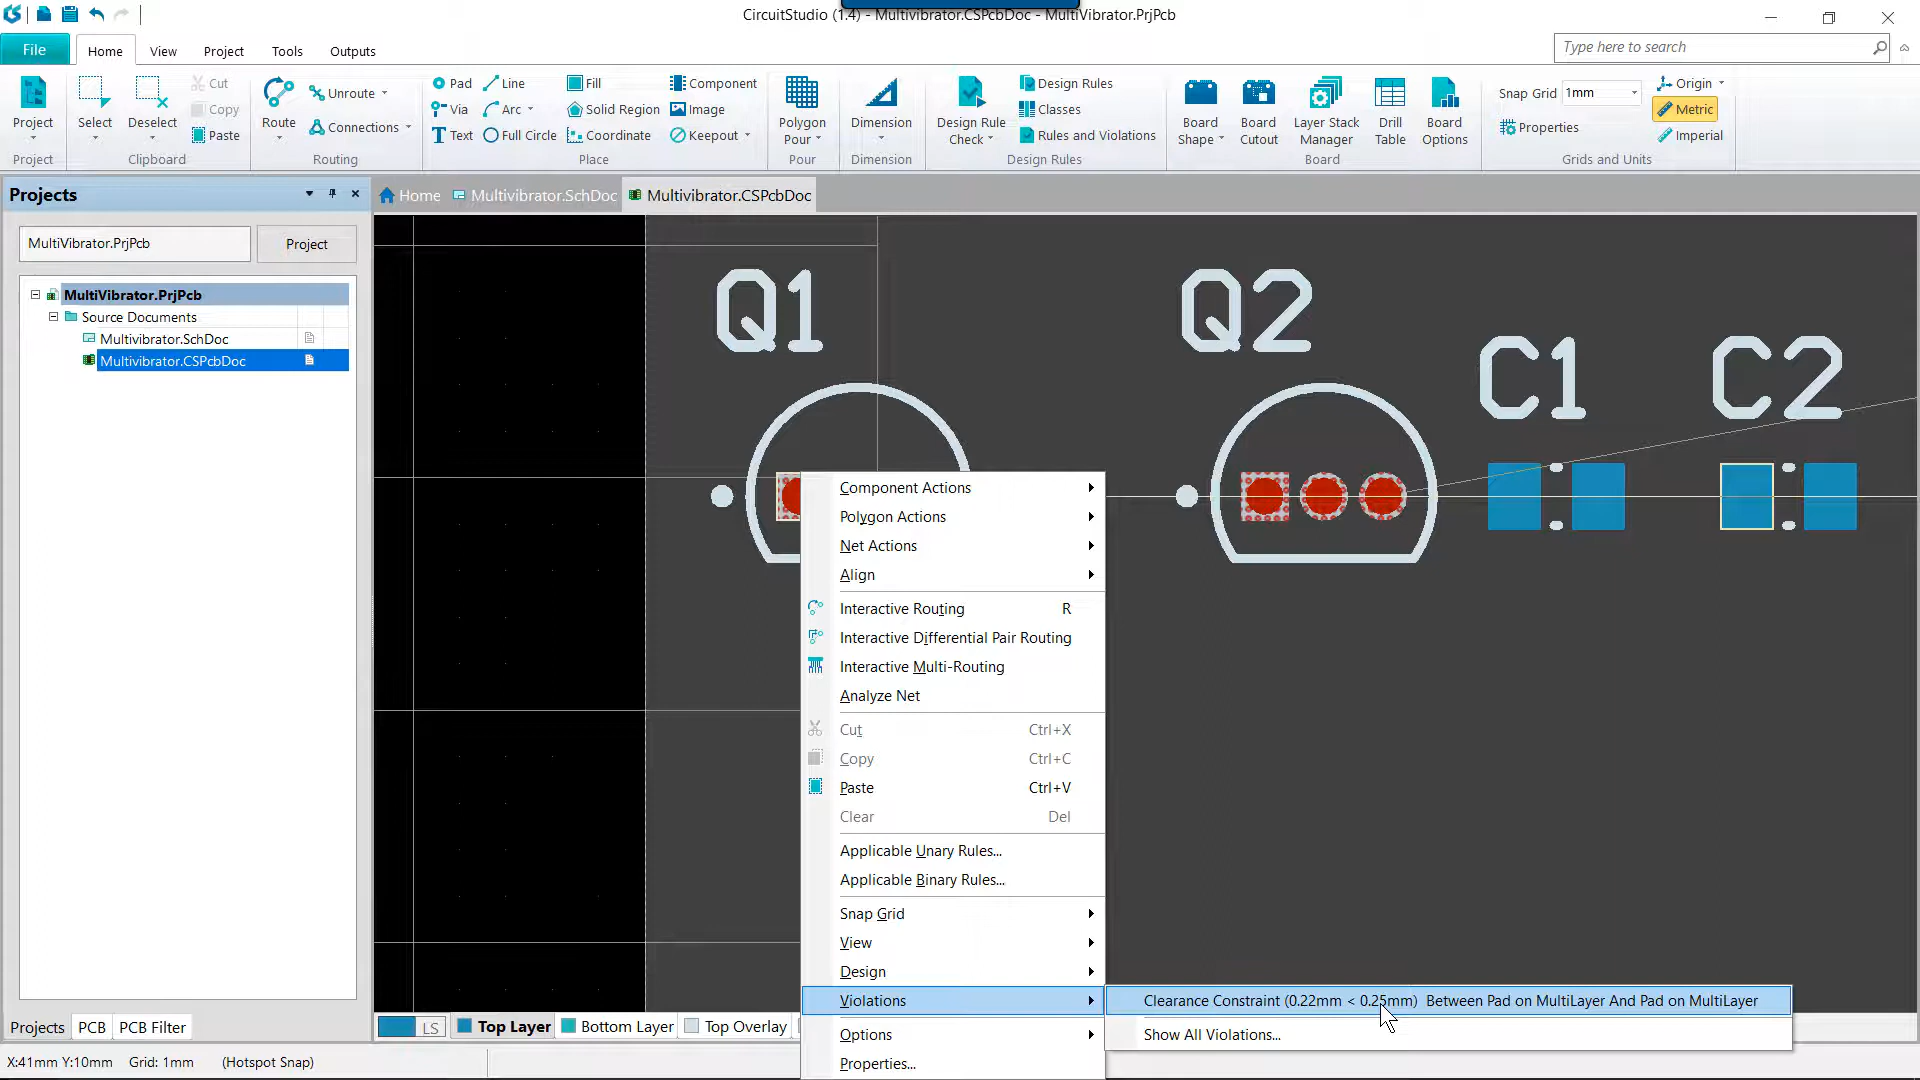 CircuitStudio (1.4) - Multivibrator.CSPcbDoc - MultiVibrator.PrjPcb
File Home View Project Tools Outputs
Type here to search
Project
Project
Select
Deselect
Cut
Copy
Paste
Clipboard
Route
Unroute
Connections
Routing
Pad Line Fill Component
Via Arc Solid Region Image
Text Full Circle Coordinate Keepout
Place
Polygon Pour
Pour
Dimension
Dimension
Design Rule Check
Design Rules
Classes
Rules and Violations
Design Rules
Board Shape
Board Cutout
Layer Stack Manager
Drill Table
Board Options
Board
Snap Grid 1mm
Properties
Origin
Metric
Imperial
Grids and Units
Projects
MultiVibrator.PrjPcb Project
MultiVibrator.PrjPcb
Source Documents
Multivibrator.SchDoc
Multivibrator.CSPcbDoc
Home Multivibrator.SchDoc Multivibrator.CSPcbDoc
Q1 Q2 C1 C2
Component Actions
Polygon Actions
Net Actions
Align
Interactive Routing R
Interactive Differential Pair Routing
Interactive Multi-Routing
Analyze Net
Cut Ctrl+X
Copy Ctrl+C
Paste Ctrl+V
Clear Del
Applicable Unary Rules...
Applicable Binary Rules...
Snap Grid
View
Design
Violations
Options
Properties...
Clearance Constraint (0.22mm < 0.25mm) Between Pad on MultiLayer And Pad on MultiLayer
Show All Violations...
Projects PCB PCB Filter
LS Top Layer Bottom Layer Top Overlay
X:41mm Y:10mm Grid: 1mm (Hotspot Snap)